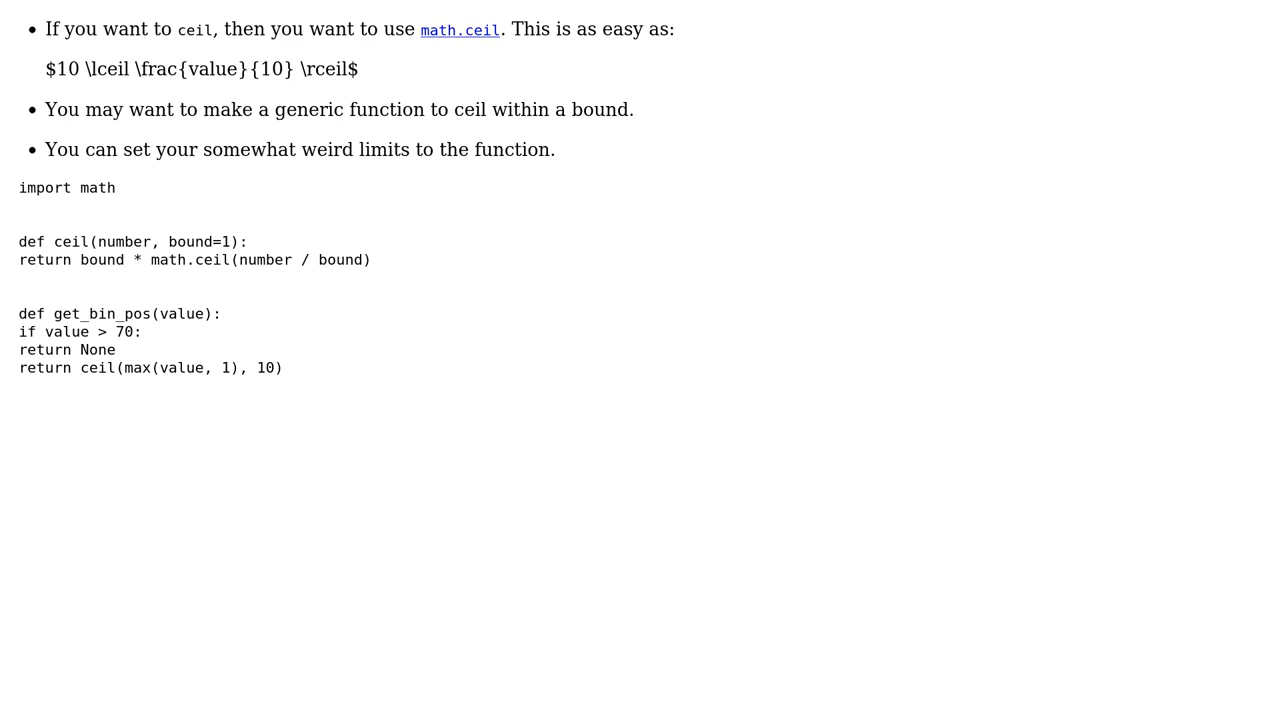 If you want to ceil, then you want to use math.ceil. This is as easy as:
$10 \lceil \frac{value}{10} \rceil$
You may want to make a generic function to ceil within a bound.
You can set your somewhat weird limits to the function.
import math
def ceil(number, bound=1):
return bound * math.ceil(number / bound)
def get_bin_pos(value):
if value > 70:
return None
return ceil(max(value, 1), 10)